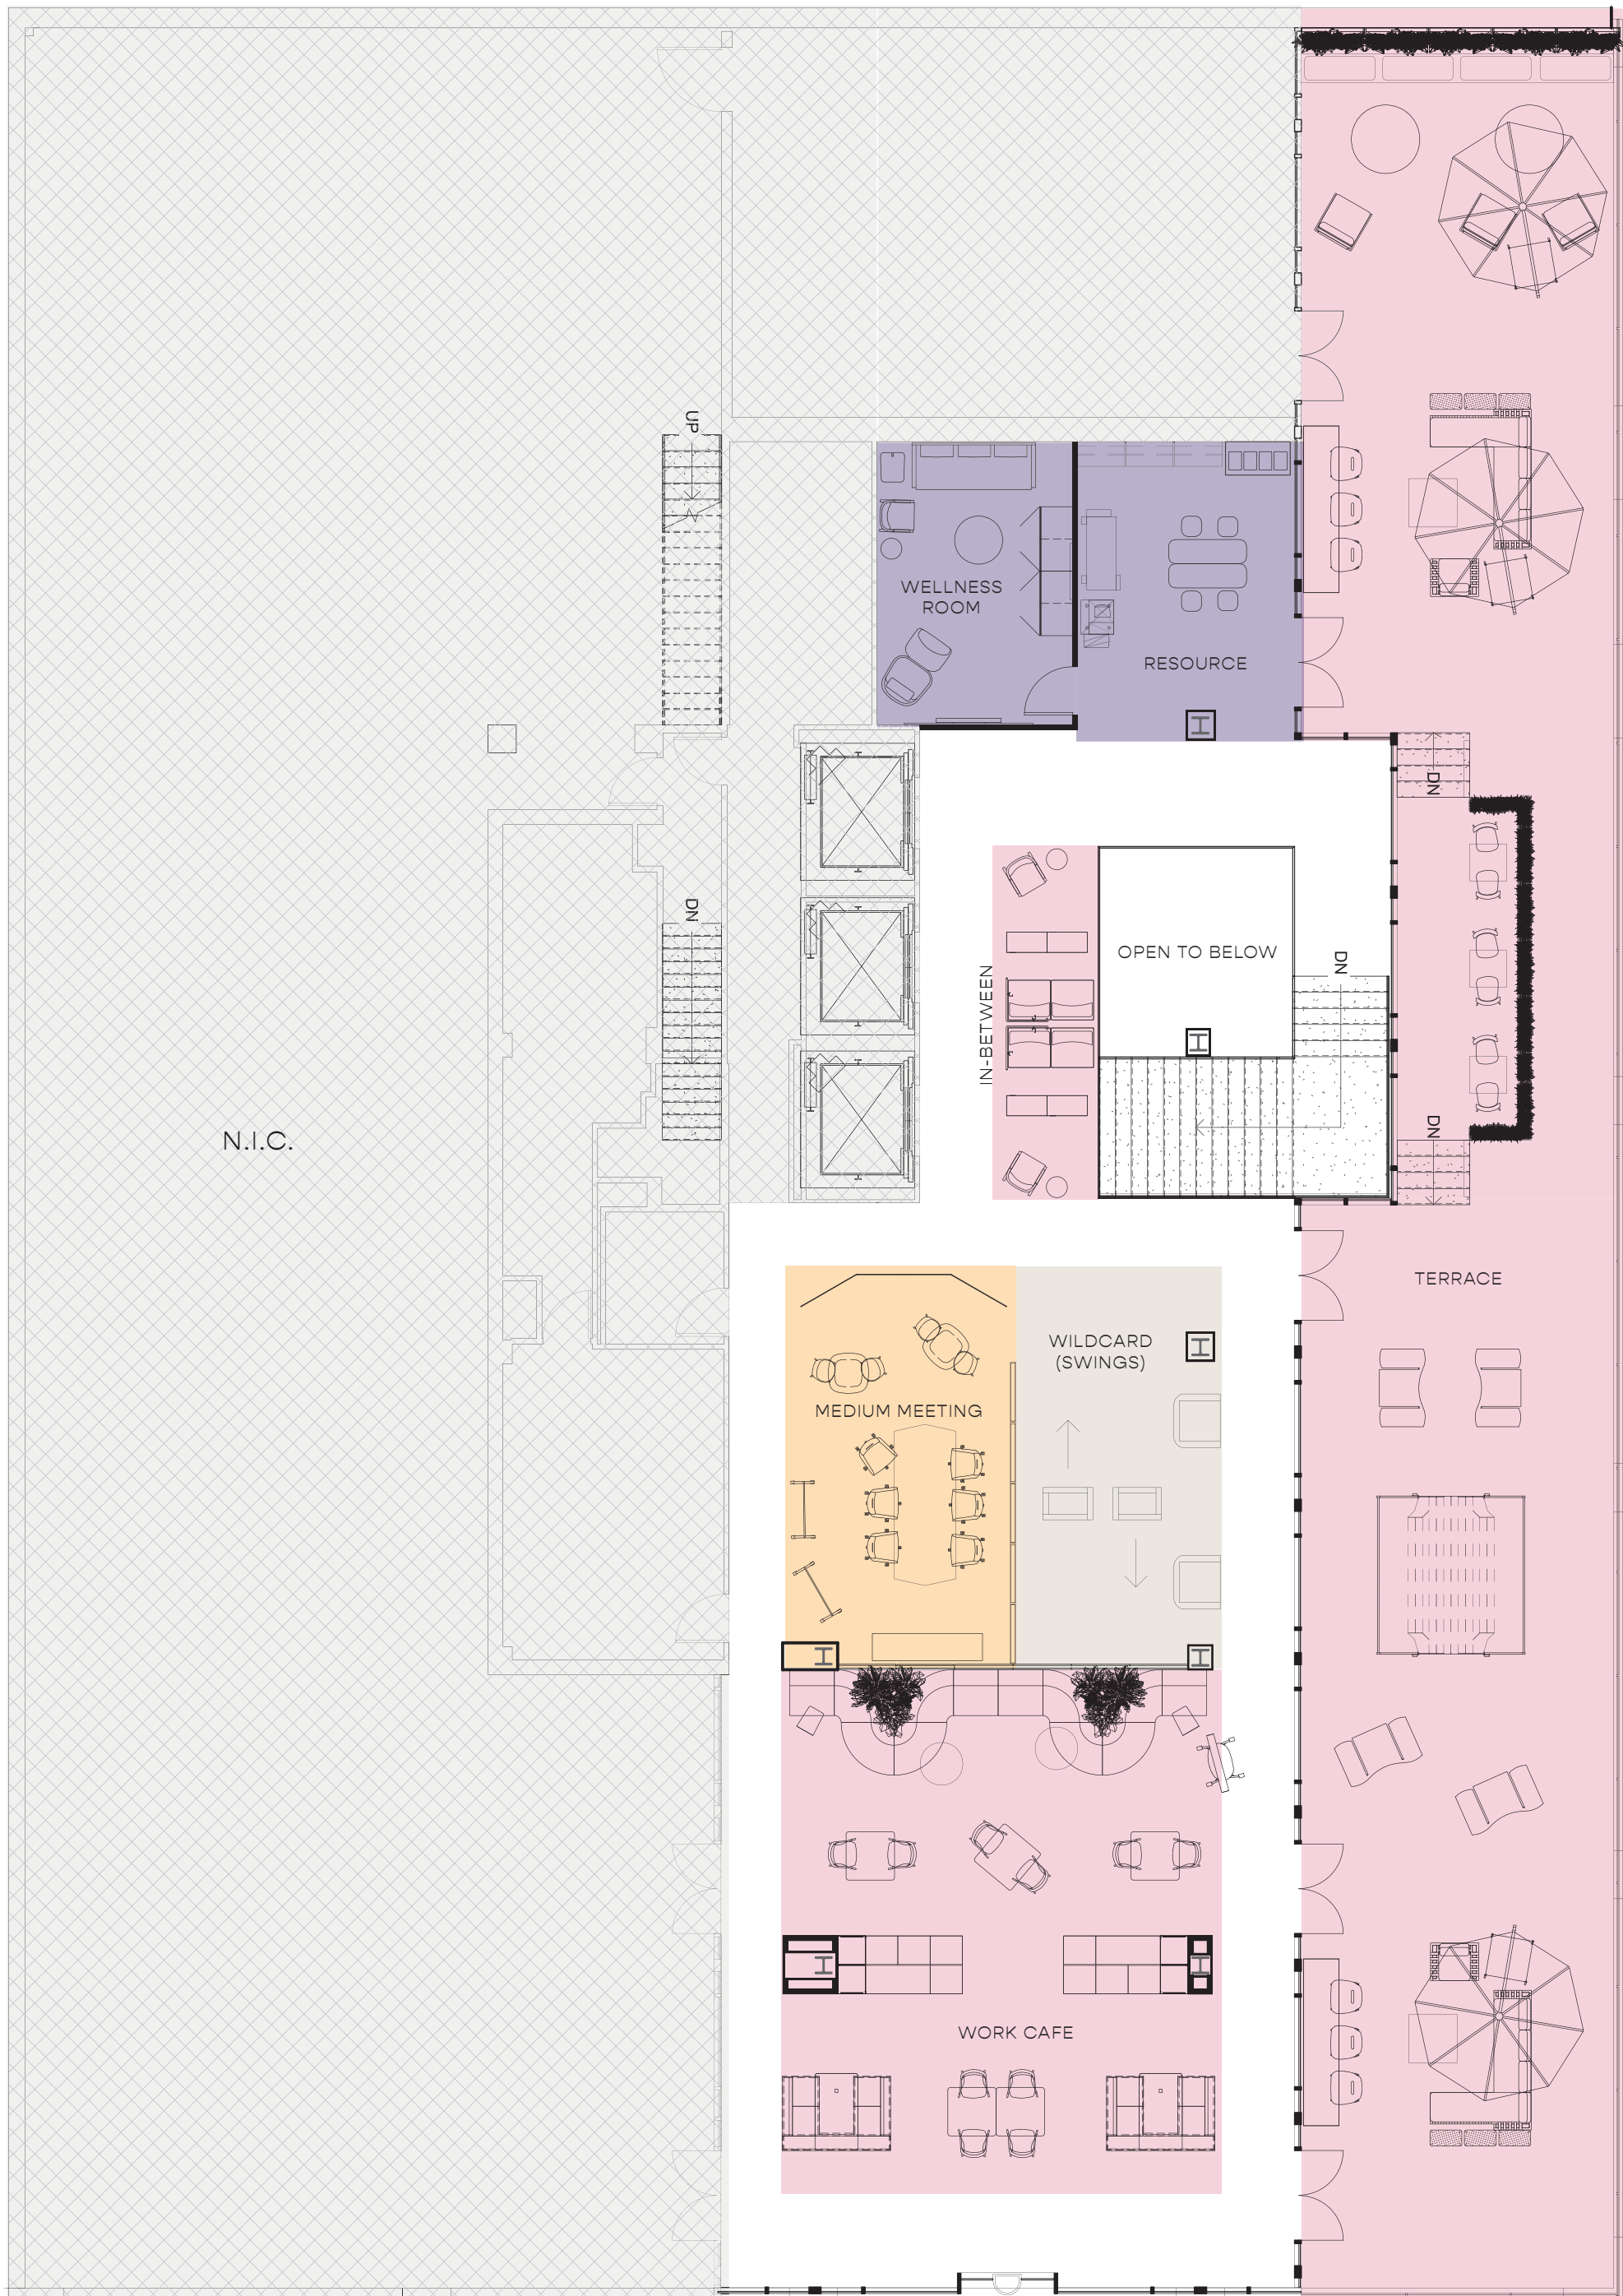 UP
WELLNESS
ROOM
RESOURCE
DN
DN
OPEN TO BELOW
DN
IN-BETWEEN
DN
N.I.C.
TERRACE
WILDCARD
(SWINGS)
MEDIUM MEETING
WORK CAFE